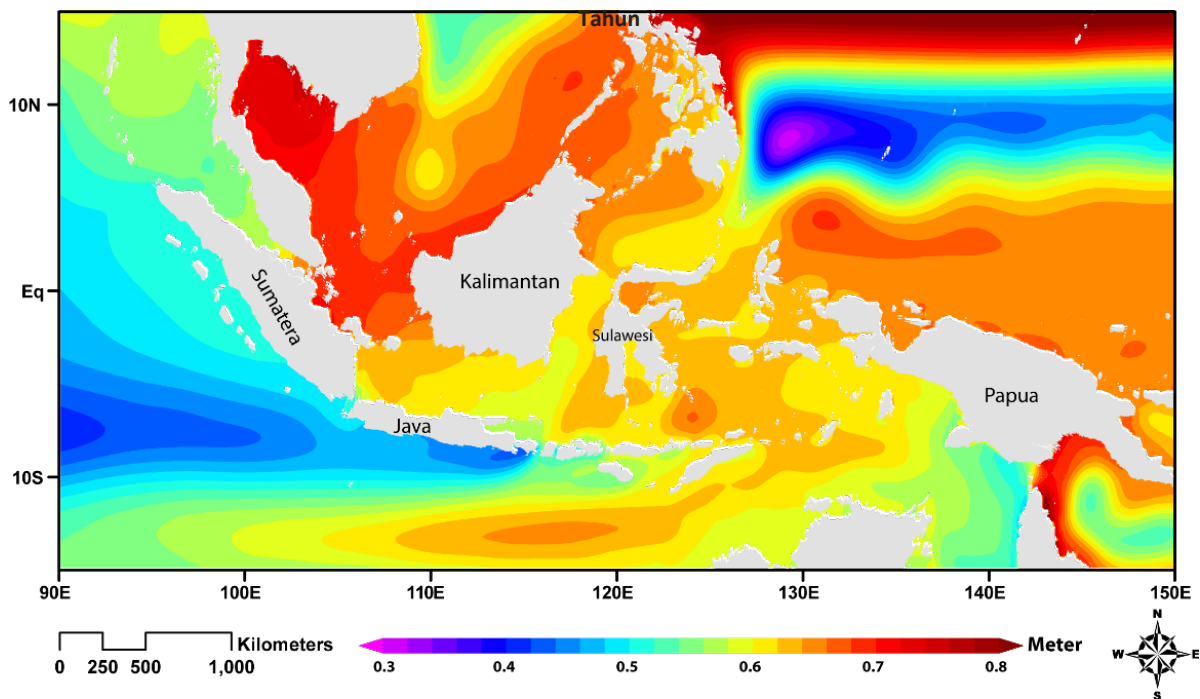 Tahun
10N
Eq
10S
Sumatera
Kalimantan
Sulawesi
Java
Papua
90E 100E 110E 120E 130E 140E 150E
Kilometers
0 250 500 1,000
0.3 0.4 0.5 0.6 0.7 0.8
Meter
N
W E
S